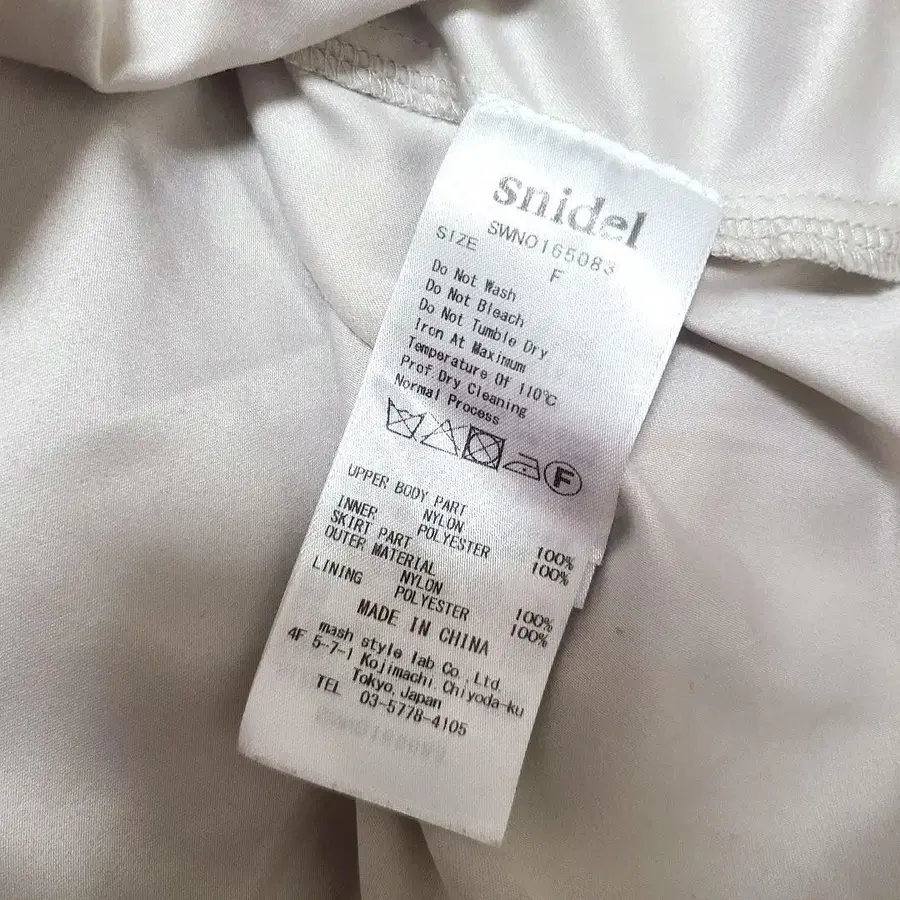 snidel
SWNO165083
SIZE F
Do Not Wash
Do Not Bleach
Do Not Tumble Dry
Iron At Maximum
Temperature Of 110℃
Prof.Dry Cleaning
Normal Process
F
UPPER BODY PART
NYLON 100%
INNER POLYESTER 100%
SKIRT PART
OUTER MATERIAL
NYLON 100%
LINING POLYESTER 100%
MADE IN CHINA
mash style lab Co.,Ltd.
4F 5-7-1 Kojimachi.Chiyoda-ku
Tokyo,Japan
TEL 03-5778-4105